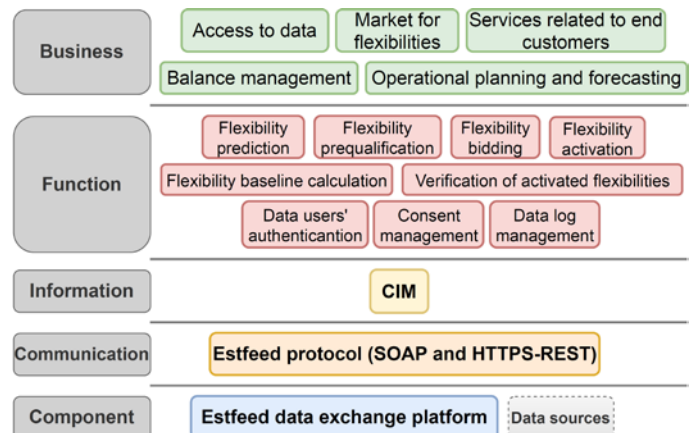 Business
Access to data
Market for
flexibilities
Services related to end
customers
Balance management
Operational planning and forecasting
Function
Flexibility
prediction
Flexibility
prequalification
Flexibility
bidding
Flexibility
activation
Flexibility baseline calculation
Verification of activated flexibilities
Data users'
authenticantion
Consent
management
Data log
management
Information
CIM
Communication
Estfeed protocol (SOAP and HTTPS-REST)
Component
Estfeed data exchange platform
Data sources